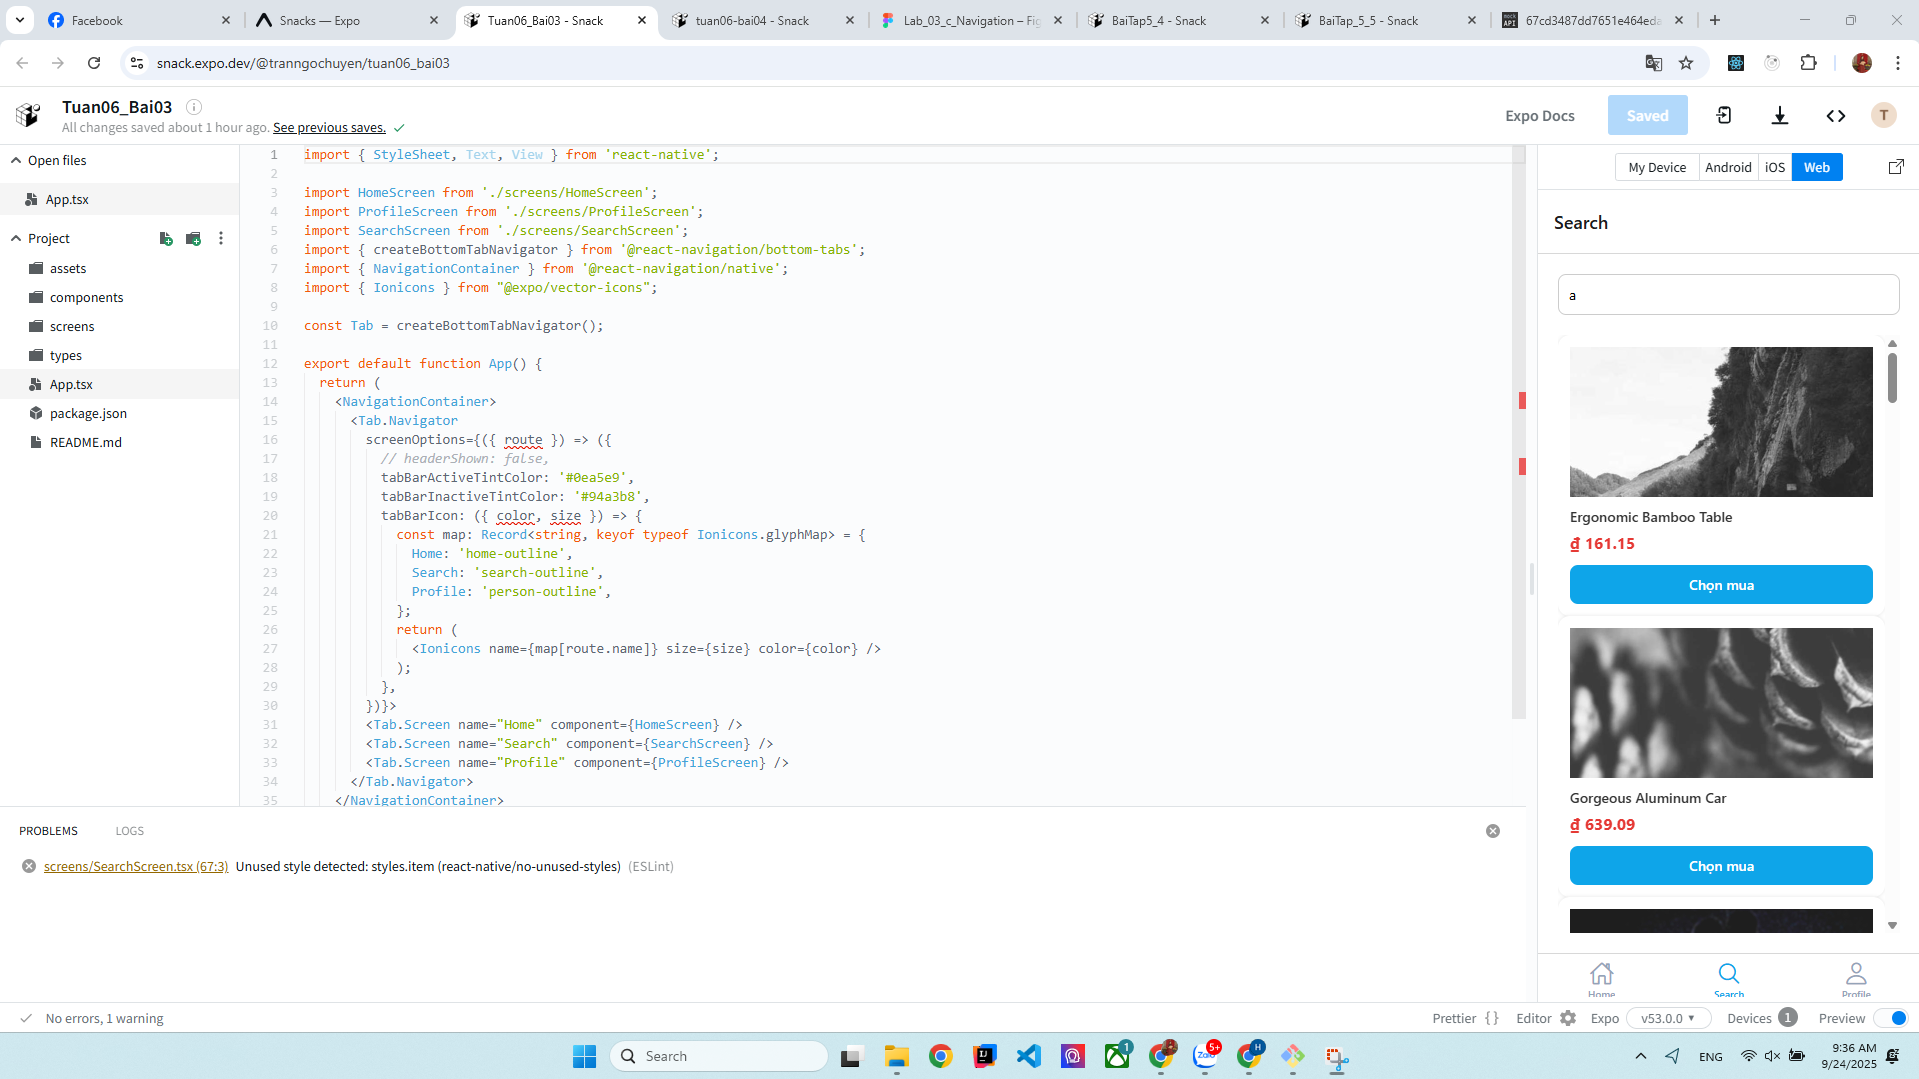 Facebook
Snacks — Expo
Tuan06_Bai03 - Snack
tuan06-bai04 - Snack
Lab_03_c_Navigation – Fig
BaiTap5_4 - Snack
BaiTap_5_5 - Snack
67cd3487dd7651e464eda
snack.expo.dev/@tranngochuyen/tuan06_bai03
Tuan06_Bai03
All changes saved about 1 hour ago. See previous saves.
Expo Docs
Saved
T
Open files
App.tsx
Project
assets
components
screens
types
App.tsx
package.json
README.md
1 import { StyleSheet, Text, View } from 'react-native';
2
3 import HomeScreen from './screens/HomeScreen';
4 import ProfileScreen from './screens/ProfileScreen';
5 import SearchScreen from './screens/SearchScreen';
6 import { createBottomTabNavigator } from '@react-navigation/bottom-tabs';
7 import { NavigationContainer } from '@react-navigation/native';
8 import { Ionicons } from "@expo/vector-icons";
9
10 const Tab = createBottomTabNavigator();
11
12 export default function App() {
13 return (
14 <NavigationContainer>
15 <Tab.Navigator
16 screenOptions={({ route }) => ({
17 // headerShown: false,
18 tabBarActiveTintColor: '#0ea5e9',
19 tabBarInactiveTintColor: '#94a3b8',
20 tabBarIcon: ({ color, size }) => {
21 const map: Record<string, keyof typeof Ionicons.glyphMap> = {
22 Home: 'home-outline',
23 Search: 'search-outline',
24 Profile: 'person-outline',
25 };
26 return (
27 <Ionicons name={map[route.name]} size={size} color={color} />
28 );
29 },
30 })}>
31 <Tab.Screen name="Home" component={HomeScreen} />
32 <Tab.Screen name="Search" component={SearchScreen} />
33 <Tab.Screen name="Profile" component={ProfileScreen} />
34 </Tab.Navigator>
35 </NavigationContainer>
PROBLEMS
LOGS
screens/SearchScreen.tsx (67:3) Unused style detected: styles.item (react-native/no-unused-styles) (ESLint)
My Device
Android
iOS
Web
Search
a
Ergonomic Bamboo Table
₫ 161.15
Chọn mua
Gorgeous Aluminum Car
₫ 639.09
Chọn mua
Home
Search
Profile
No errors, 1 warning
Prettier { }
Editor
Expo
v53.0.0
Devices 1
Preview
Search
1
Zalo
5+
H
ENG
9:36 AM
9/24/2025